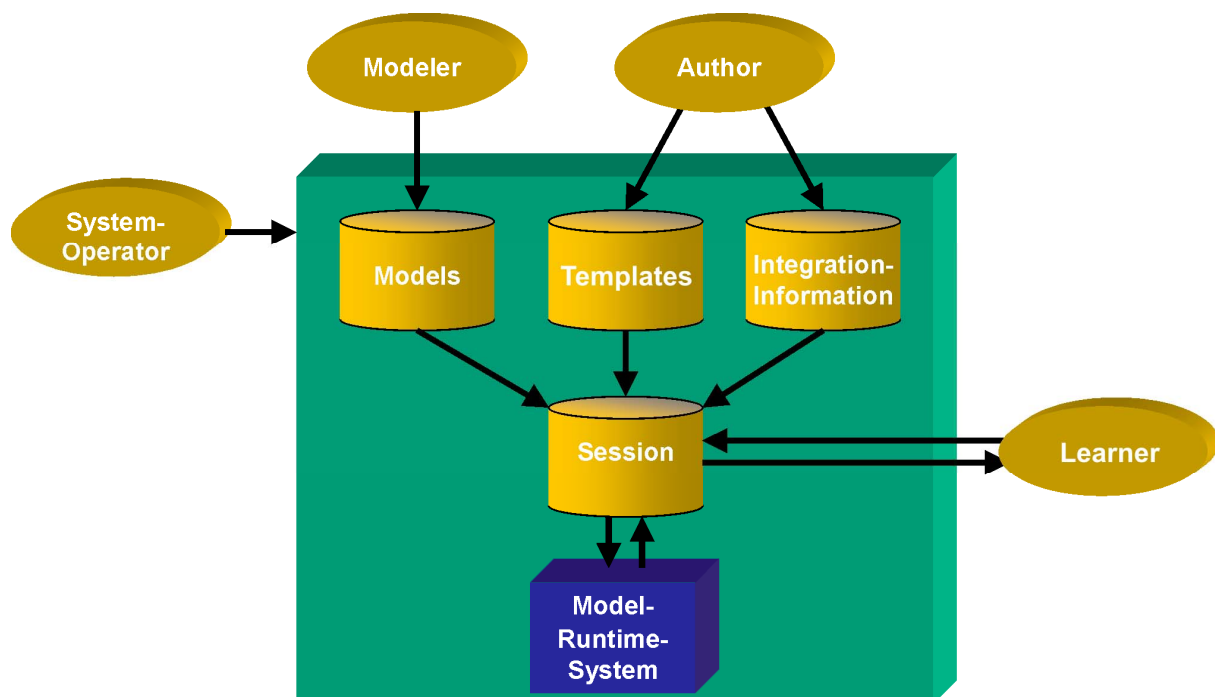 Modeler
Author
System-
Operator
Models
Templates
Integration-
Information
Session
Learner
Model-
Runtime-
System